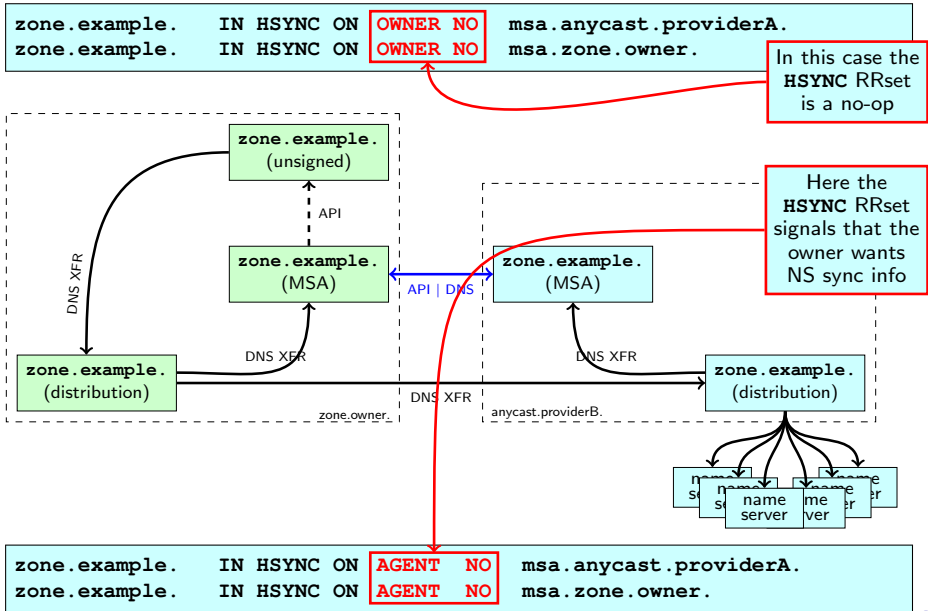 zone.example. IN HSYNC ON OWNER NO msa.anycast.providerA.
zone.example. IN HSYNC ON OWNER NO msa.zone.owner.
In this case the
HSYNC RRset
is a no-op
zone.example.
(unsigned)
API
Here the
HSYNC RRset
signals that the
owner wants
NS sync info
DNS XFR
zone.example.
(MSA)
API | DNS
zone.example.
(MSA)
DNS XFR
DNS XFR
zone.example.
(distribution)
DNS XFR
zone.example.
(distribution)
zone.owner.
anycast.providerB.
name
server
zone.example. IN HSYNC ON AGENT NO msa.anycast.providerA.
zone.example. IN HSYNC ON AGENT NO msa.zone.owner.